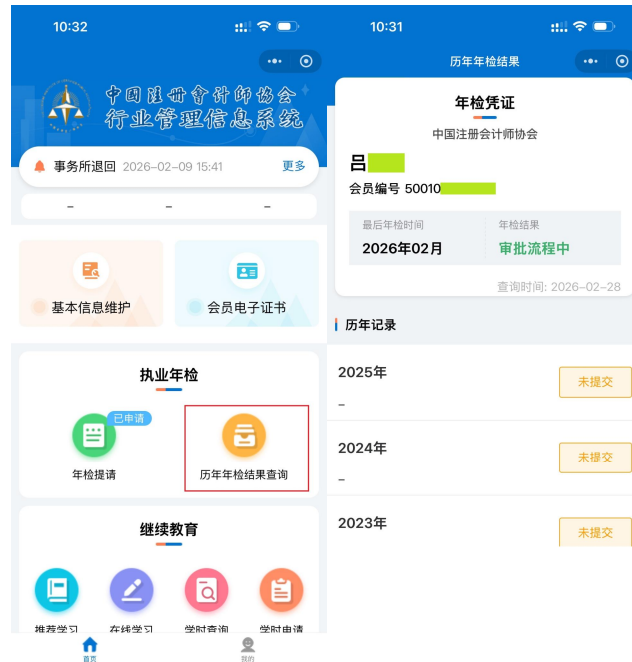 10:32
中国注册会计师协会
行业管理信息系统
事务所退回 2026-02-09 15:41 更多
- - -
基本信息维护 会员电子证书
执业年检
已申请
年检提请 历年年检结果查询
继续教育
推荐学习 在线学习 学时查询 学时申请
首页 我的
10:31
历年年检结果
年检凭证
中国注册会计师协会
吕
会员编号 50010
最后年检时间 年检结果
2026年02月 审批流程中
查询时间: 2026-02-28
历年记录
2025年 未提交
-
2024年 未提交
-
2023年 未提交